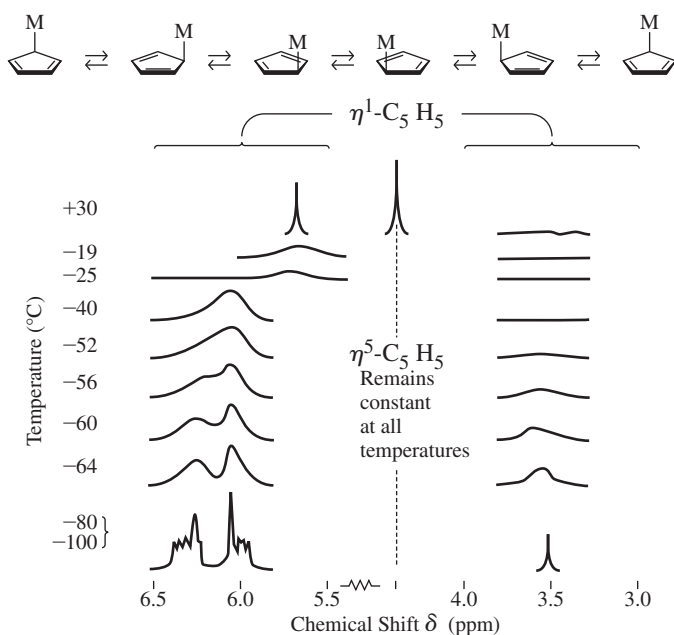 M M M M M M
η¹-C₅ H₅
+30
−19
−25
−40
−52
−56
−60
−64
−80
−100
Temperature (°C)
η⁵-C₅ H₅
Remains
constant
at all
temperatures
6.5 6.0 5.5 4.0 3.5 3.0
Chemical Shift δ (ppm)